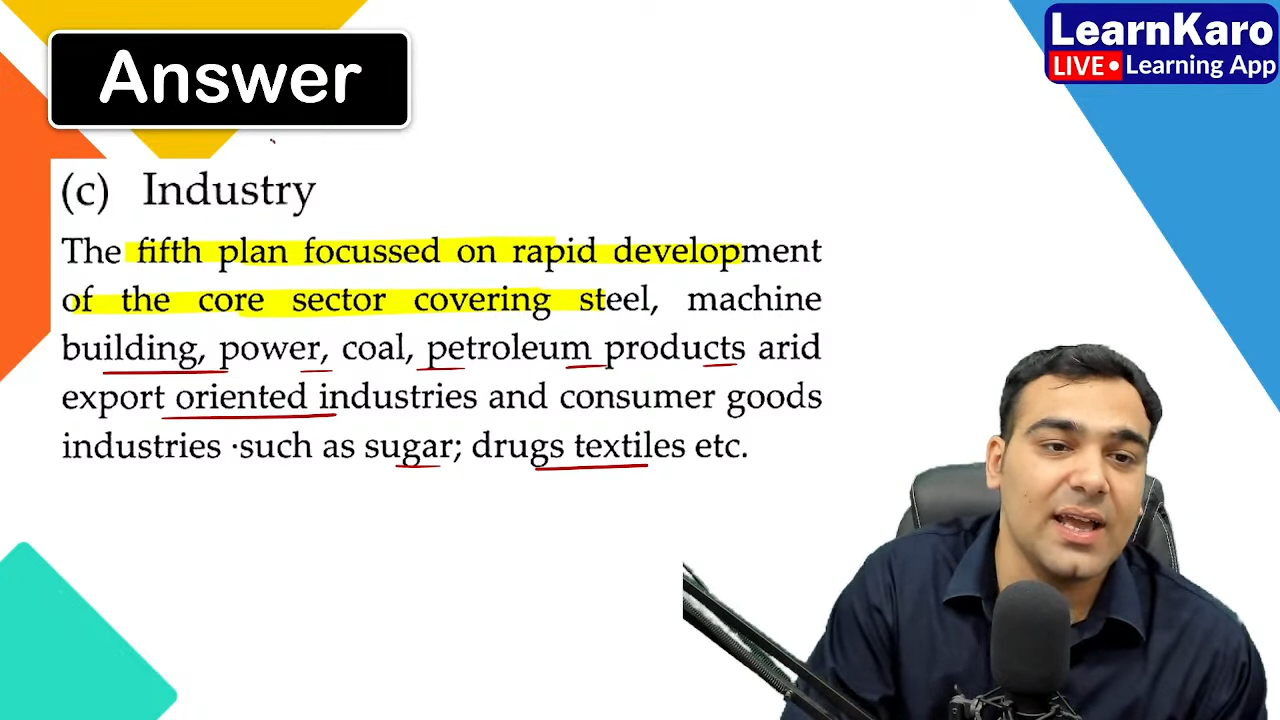 Answer
LearnKaro
LIVE • Learning App
(c) Industry
The fifth plan focussed on rapid development
of the core sector covering steel, machine
building, power, coal, petroleum products arid
export oriented industries and consumer goods
industries ·such as sugar; drugs textiles etc.